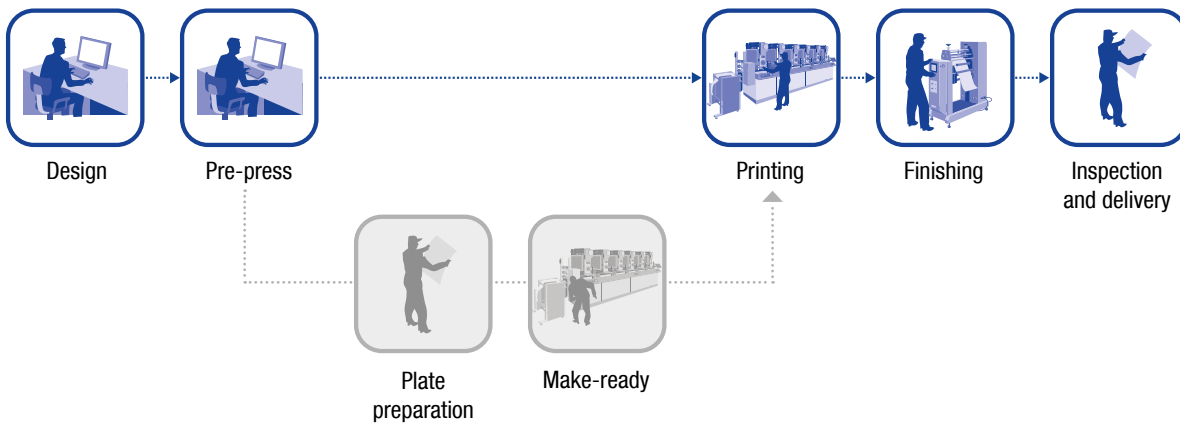 Design
Pre-press
Printing
Finishing
Inspection
and delivery
Plate
preparation
Make-ready